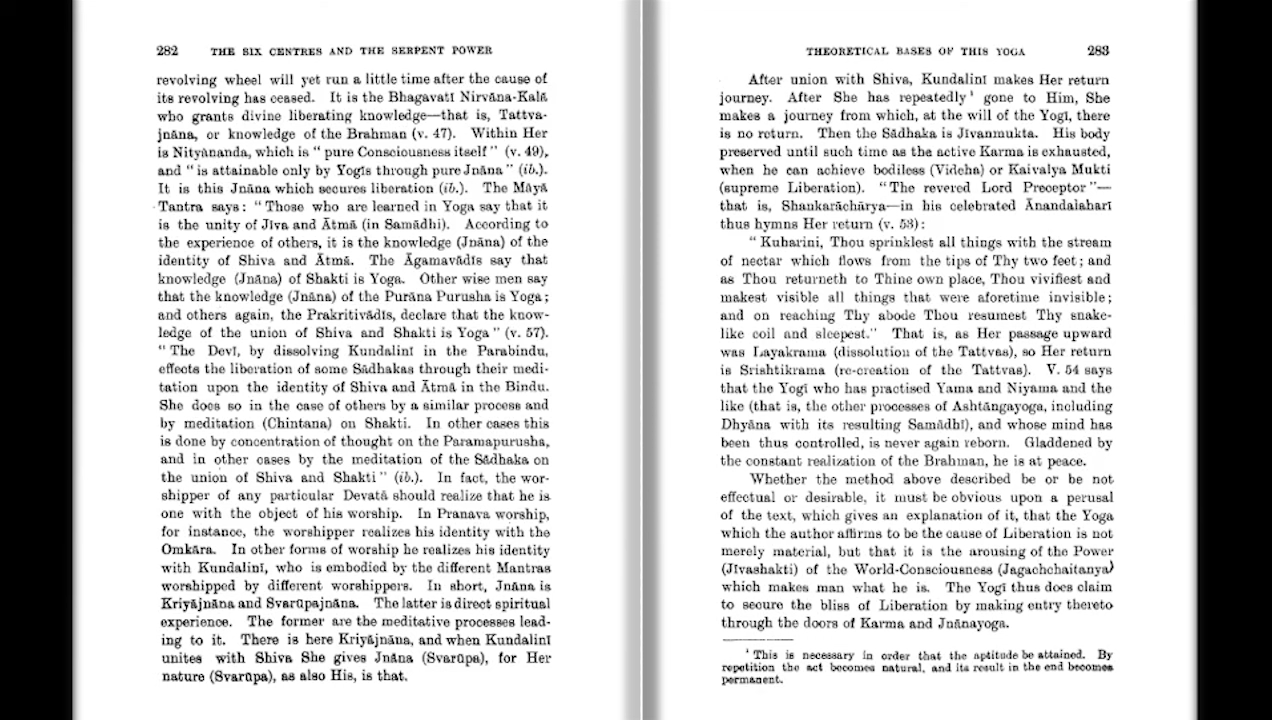 282 THE SIX CENTRES AND THE SERPENT POWER
revolving wheel will yet run a little time after the cause of
its revolving has ceased. It is the Bhagavatī Nirvāna-Kalā
who grants divine liberating knowledge—that is, Tattva-
jnāna, or knowledge of the Brahman (v. 47). Within Her
is Nityānanda, which is “ pure Consciousness itself ” (v. 49),
and “ is attainable only by Yogīs through pure Jnāna ” (ib.).
It is this Jnāna which secures liberation (ib.). The Māyā
Tantra says : “ Those who are learned in Yoga say that it
is the unity of Jīva and Ātmā (in Samādhi). According to
the experience of others, it is the knowledge (Jnāna) of the
identity of Shiva and Ātmā. The Āgamavādīs say that
knowledge (Jnāna) of Shakti is Yoga. Other wise men say
that the knowledge (Jnāna) of the Purāna Purusha is Yoga ;
and others again, the Prakritivādīs, declare that the know-
ledge of the union of Shiva and Shakti is Yoga ” (v. 57).
“ The Devī, by dissolving Kundalinī in the Parabindu,
effects the liberation of some Sādhakas through their medi-
tation upon the identity of Shiva and Ātmā in the Bindu.
She does so in the case of others by a similar process and
by meditation (Chintana) on Shakti. In other cases this
is done by concentration of thought on the Paramapurusha,
and in other cases by the meditation of the Sādhaka on
the union of Shiva and Shakti ” (ib.). In fact, the wor-
shipper of any particular Devatā should realize that he is
one with the object of his worship. In Pranava worship,
for instance, the worshipper realizes his identity with the
Omkāra. In other forms of worship he realizes his identity
with Kundalinī, who is embodied by the different Mantras
worshipped by different worshippers. In short, Jnāna is
Kriyājnāna and Svarūpajnāna. The latter is direct spiritual
experience. The former are the meditative processes lead-
ing to it. There is here Kriyājnāna, and when Kundalinī
unites with Shiva She gives Jnāna (Svarūpa), for Her
nature (Svarūpa), as also His, is that.
THEORETICAL BASES OF THIS YOGA 283
After union with Shiva, Kundalinī makes Her return
journey. After She has repeatedly ¹ gone to Him, She
makes a journey from which, at the will of the Yogī, there
is no return. Then the Sādhaka is Jīvanmukta. His body
preserved until such time as the active Karma is exhausted,
when he can achieve bodiless (Videha) or Kaivalya Mukti
(supreme Liberation). “ The revered Lord Preceptor ”—
that is, Shankarāchārya—in his celebrated Ānandalaharī
thus hymns Her return (v. 53) :
“ Kuharini, Thou sprinklest all things with the stream
of nectar which flows from the tips of Thy two feet ; and
as Thou returneth to Thine own place, Thou vivifiest and
makest visible all things that were aforetime invisible ;
and on reaching Thy abode Thou resumest Thy snake-
like coil and sleepest.” That is, as Her passage upward
was Layakrama (dissolution of the Tattvas), so Her return
is Srishtikrama (re-creation of the Tattvas). V. 54 says
that the Yogī who has practised Yama and Niyama and the
like (that is, the other processes of Ashtāngayoga, including
Dhyāna with its resulting Samādhi), and whose mind has
been thus controlled, is never again reborn. Gladdened by
the constant realization of the Brahman, he is at peace.
Whether the method above described be or be not
effectual or desirable, it must be obvious upon a perusal
of the text, which gives an explanation of it, that the Yoga
which the author affirms to be the cause of Liberation is not
merely material, but that it is the arousing of the Power
(Jīvashakti) of the World-Consciousness (Jagachchaitanya)
which makes man what he is. The Yogī thus does claim
to secure the bliss of Liberation by making entry thereto
through the doors of Karma and Jnānayoga.
¹ This is necessary in order that the aptitude be attained. By
repetition the act becomes natural, and its result in the end becomes
permanent.